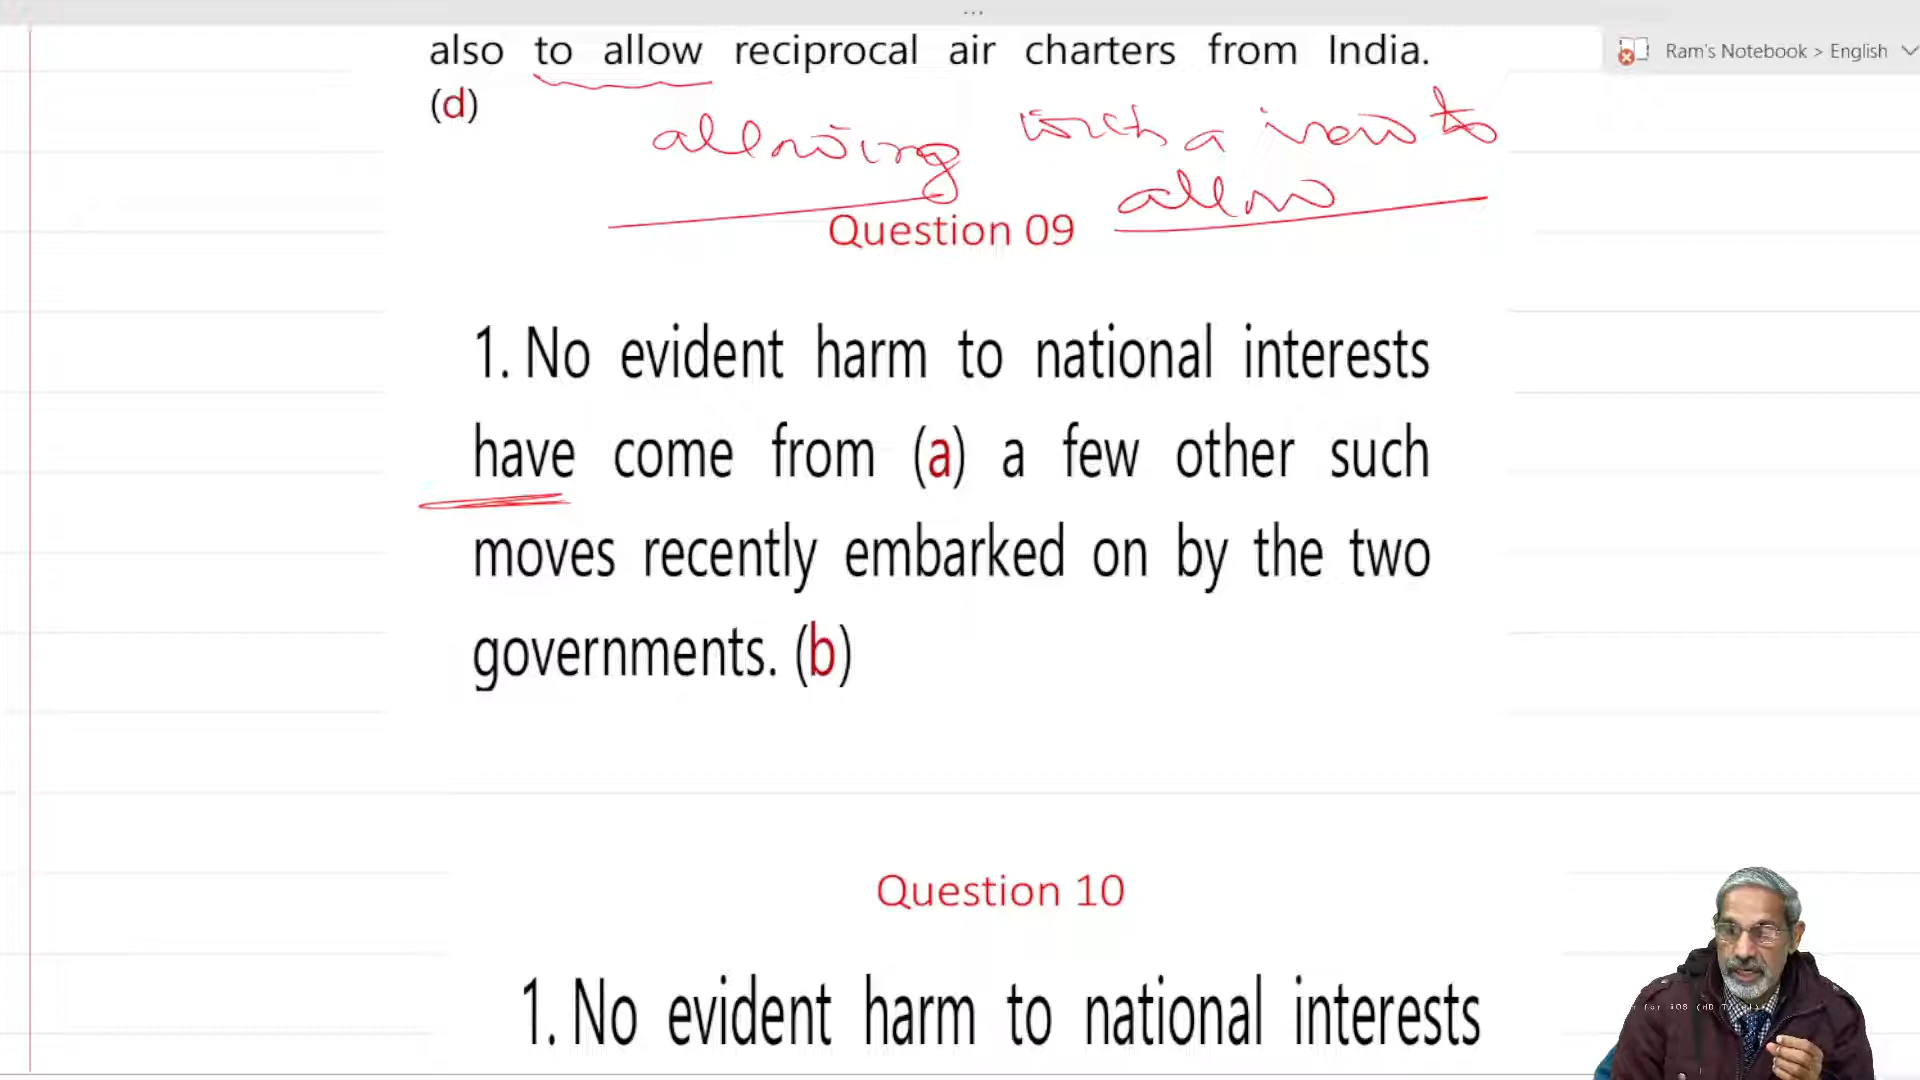 ...
also to allow reciprocal air charters from India.
Ram's Notebook > English
(d)
allowing with a view to
allow
Question 09
1. No evident harm to national interests
have come from (a) a few other such
moves recently embarked on by the two
governments. (b)
Question 10
1. No evident harm to national interests